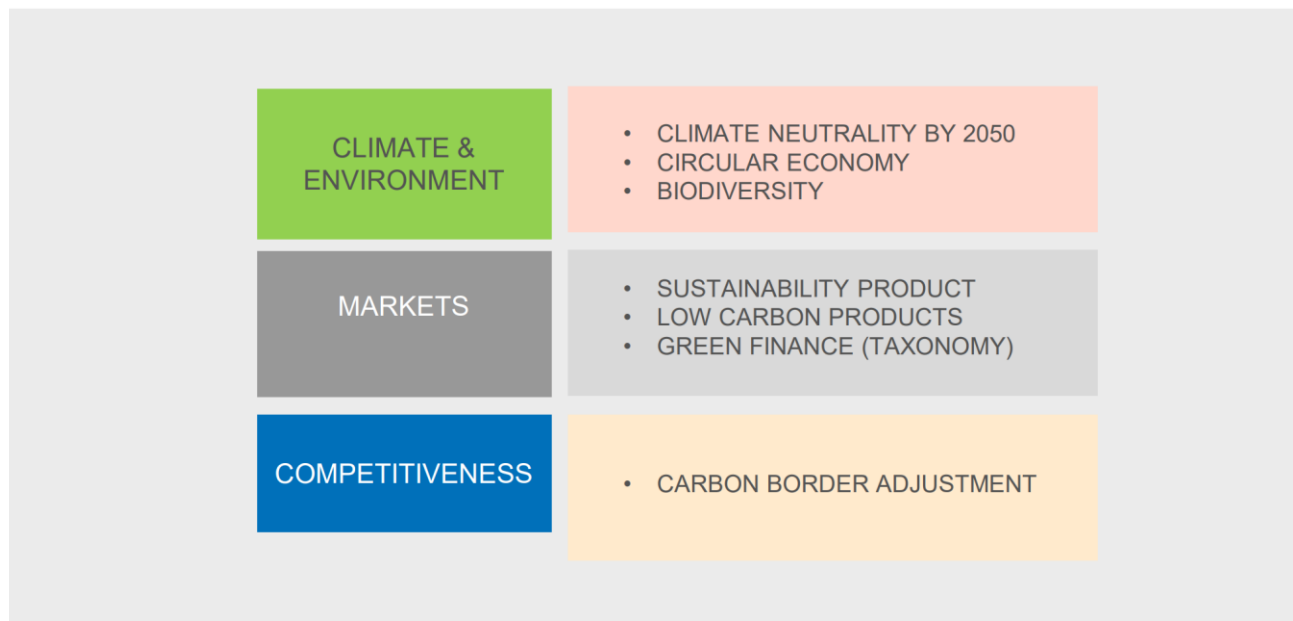 CLIMATE &
ENVIRONMENT
• CLIMATE NEUTRALITY BY 2050
• CIRCULAR ECONOMY
• BIODIVERSITY
MARKETS
• SUSTAINABILITY PRODUCT
• LOW CARBON PRODUCTS
• GREEN FINANCE (TAXONOMY)
COMPETITIVENESS
• CARBON BORDER ADJUSTMENT